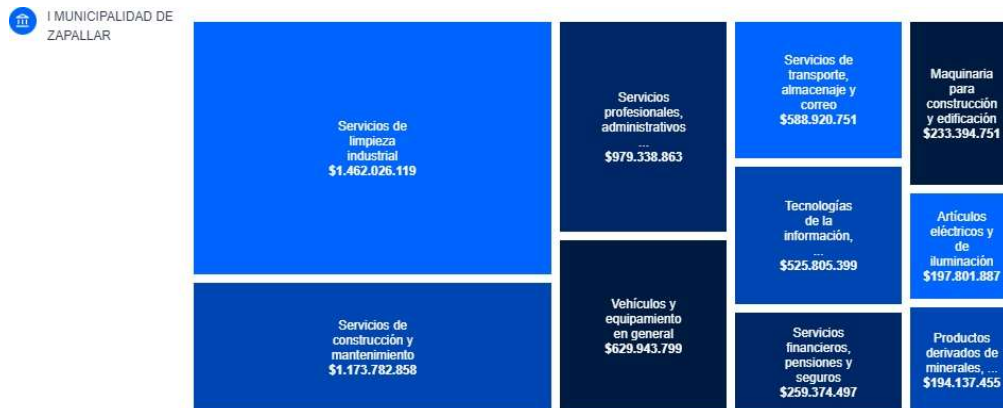 I MUNICIPALIDAD DE
ZAPALLAR
Servicios de
limpieza
industrial
$1.462.026.119
Servicios de
construcción y
mantenimiento
$1.173.782.858
Servicios
profesionales,
administrativos
...
$979.338.863
Vehículos y
equipamiento
en general
$629.943.799
Servicios de
transporte,
almacenaje y
correo
$588.920.751
Tecnologías
de la
información,
...
$525.805.399
Servicios
financieros,
pensiones y
seguros
$259.374.497
Maquinaria
para
construcción
y edificación
$233.394.751
Artículos
eléctricos y
de
iluminación
$197.801.887
Productos
derivados de
minerales, ...
$194.137.455